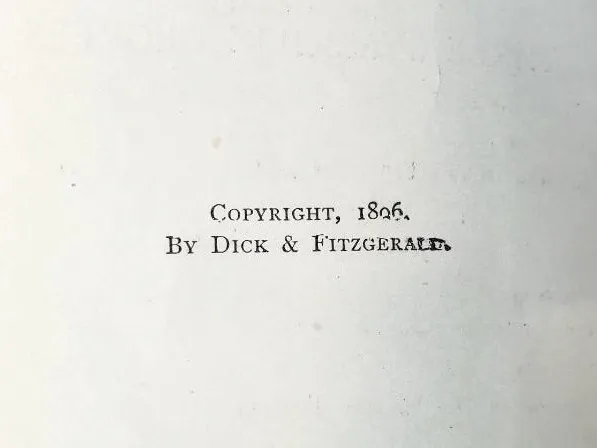 Copyright, 1896.
By Dick & Fitzgerald.